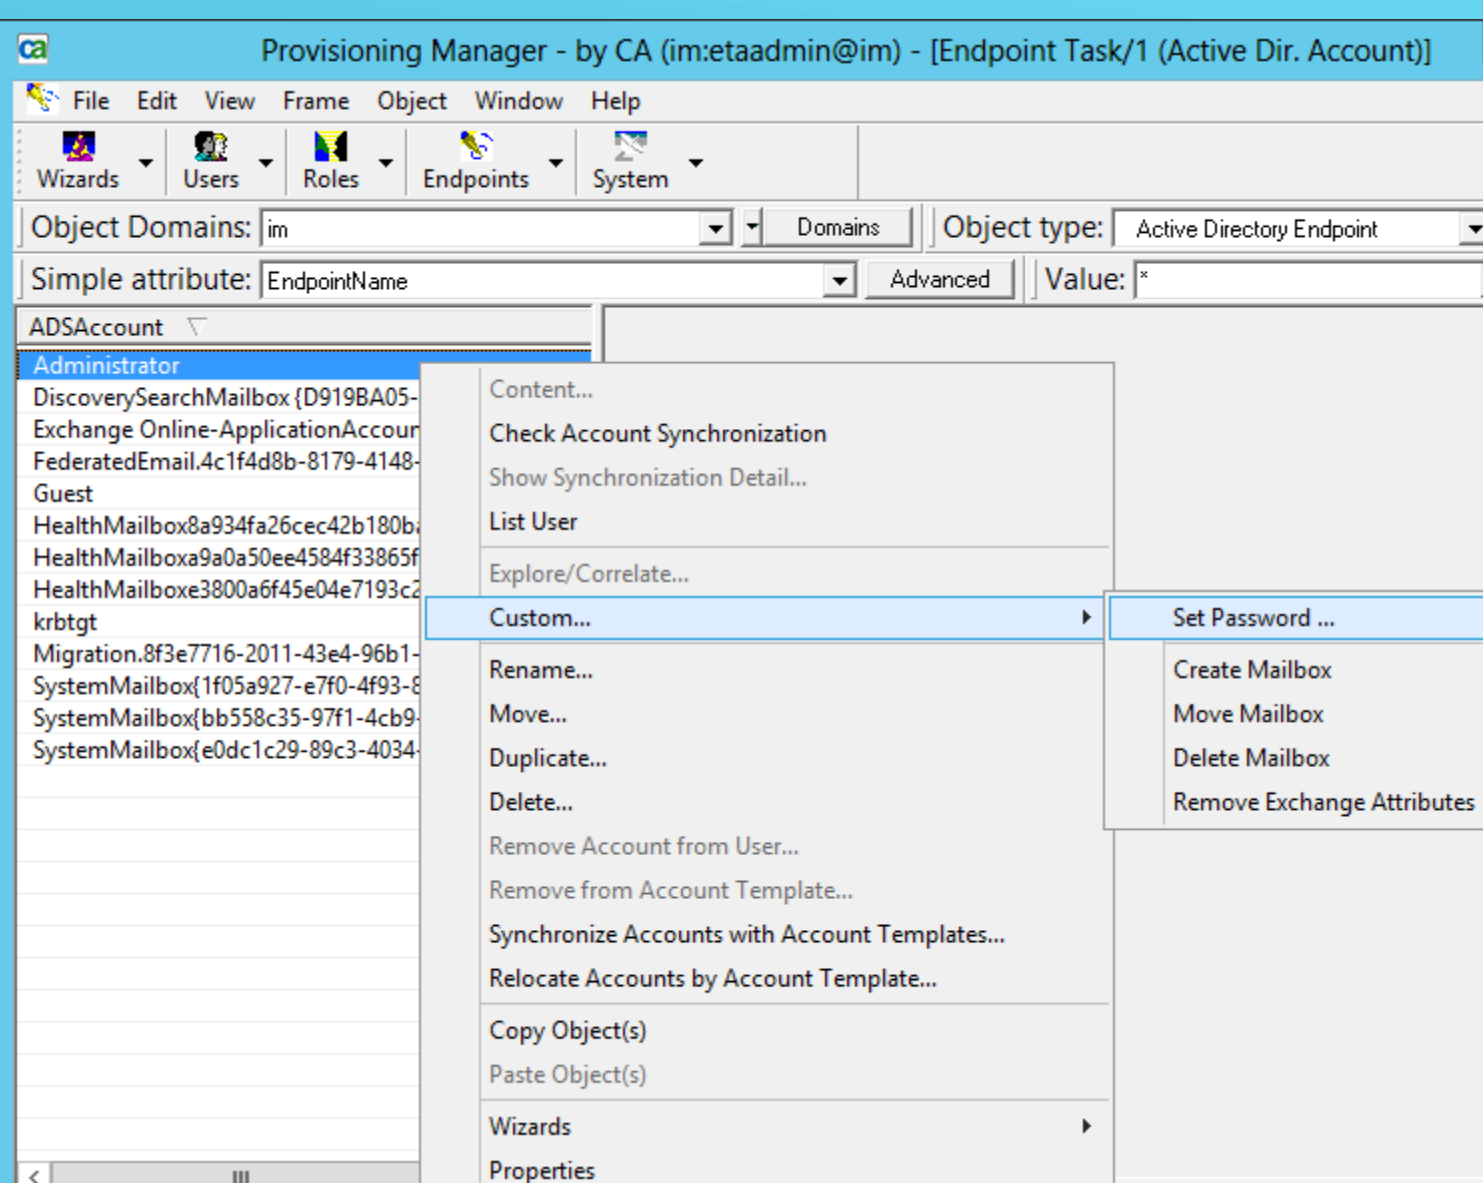 ca Provisioning Manager - by CA (im:etaadmin@im) - [Endpoint Task/1 (Active Dir. Account)]
File Edit View Frame Object Window Help
Wizards Users Roles Endpoints System
Object Domains: im Domains Object type: Active Directory Endpoint
Simple attribute: EndpointName Advanced Value: *
ADSAccount
Administrator
DiscoverySearchMailbox {D919BA05-
Exchange Online-ApplicationAccoun
FederatedEmail.4c1f4d8b-8179-4148-
Guest
HealthMailbox8a934fa26cec42b180ba
HealthMailboxa9a0a50ee4584f33865f
HealthMailboxe3800a6f45e04e7193c2
krbtgt
Migration.8f3e7716-2011-43e4-96b1-
SystemMailbox{1f05a927-e7f0-4f93-8
SystemMailbox{bb558c35-97f1-4cb9-
SystemMailbox{e0dc1c29-89c3-4034-
Content...
Check Account Synchronization
Show Synchronization Detail...
List User
Explore/Correlate...
Custom...
Rename...
Move...
Duplicate...
Delete...
Remove Account from User...
Remove from Account Template...
Synchronize Accounts with Account Templates...
Relocate Accounts by Account Template...
Copy Object(s)
Paste Object(s)
Wizards
Properties
Set Password ...
Create Mailbox
Move Mailbox
Delete Mailbox
Remove Exchange Attributes